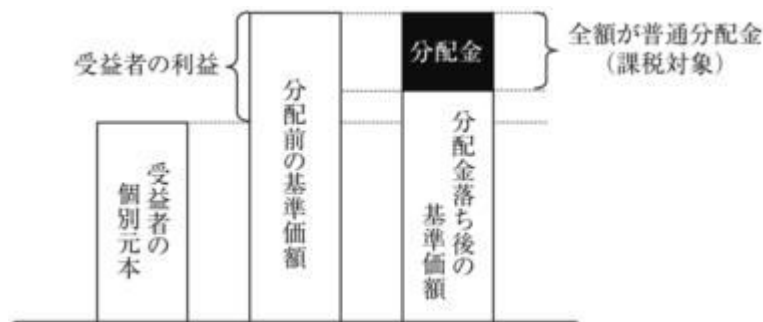 受益者の利益
受益者の
個別元本
分配前の基準価額
分配金
分配金落ち後の
基準価額
全額が普通分配金
（課税対象）